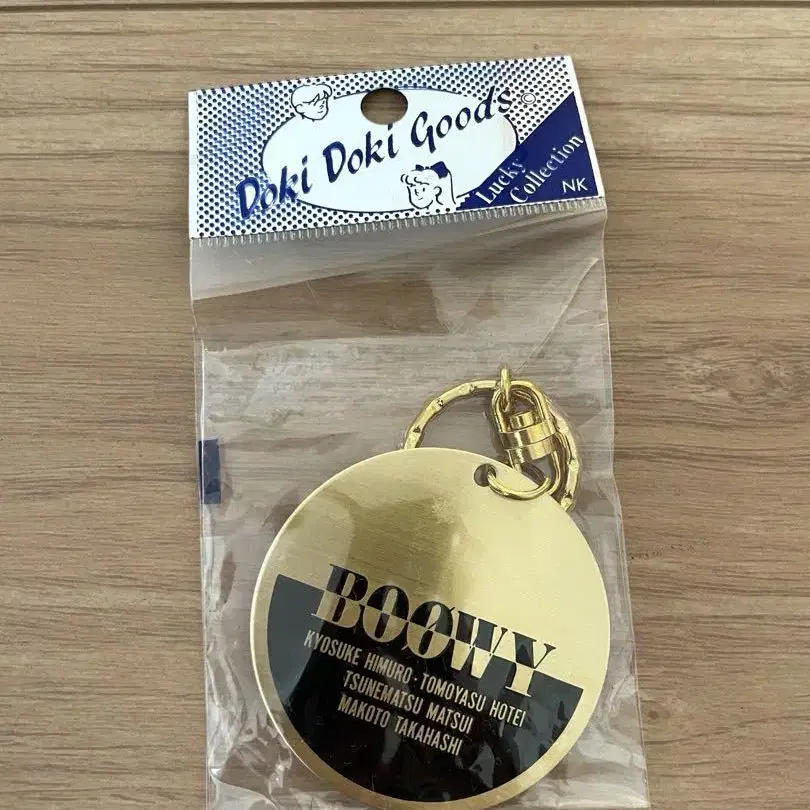 Doki Doki Goods©
Lucky
Collection
NK
BOØWY
KYOSUKE HIMURO・TOMOYASU HOTEI
TSUNEMATSU MATSUI
MAKOTO TAKAHASHI